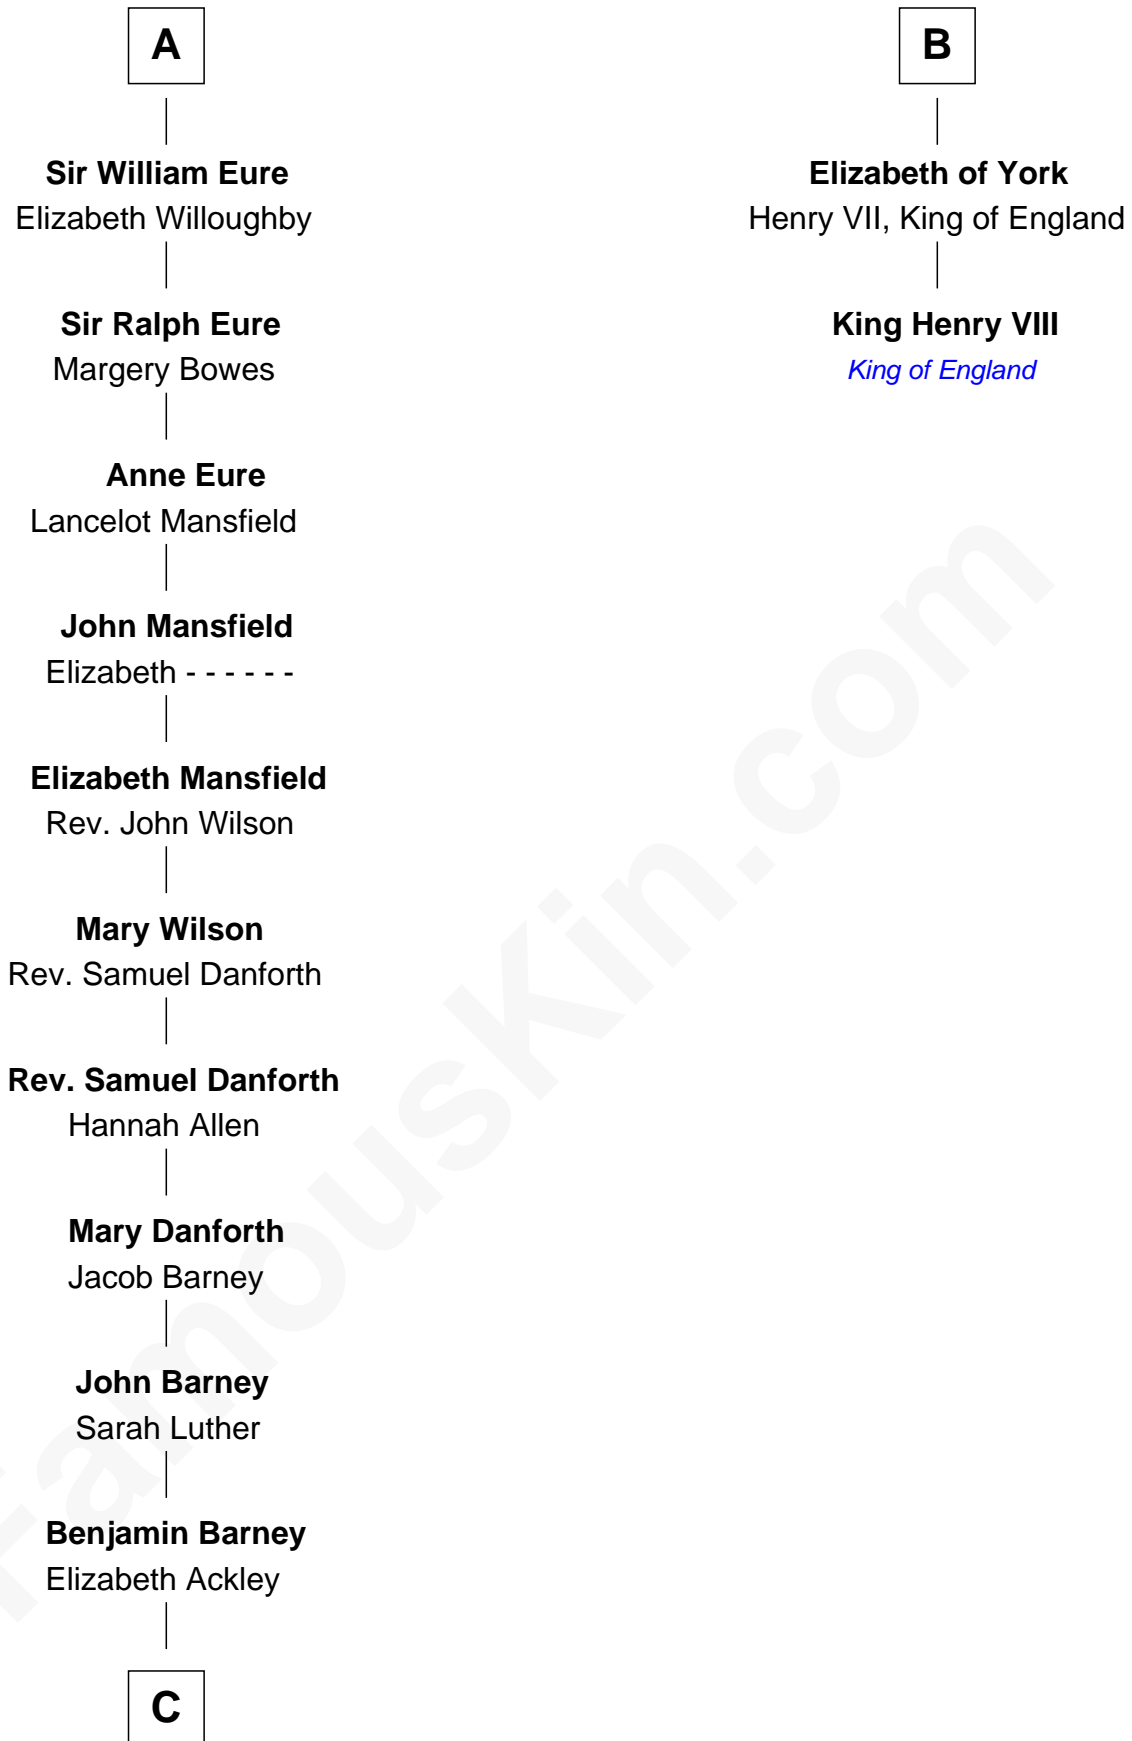 A
Sir William Eure
Elizabeth Willoughby
Sir Ralph Eure
Margery Bowes
Anne Eure
Lancelot Mansfield
John Mansfield
Elizabeth - - - - - -
Elizabeth Mansfield
Rev. John Wilson
Mary Wilson
Rev. Samuel Danforth
Rev. Samuel Danforth
Hannah Allen
Mary Danforth
Jacob Barney
John Barney
Sarah Luther
Benjamin Barney
Elizabeth Ackley
C
B
Elizabeth of York
Henry VII, King of England
King Henry VIII
King of England
FamousKin.com